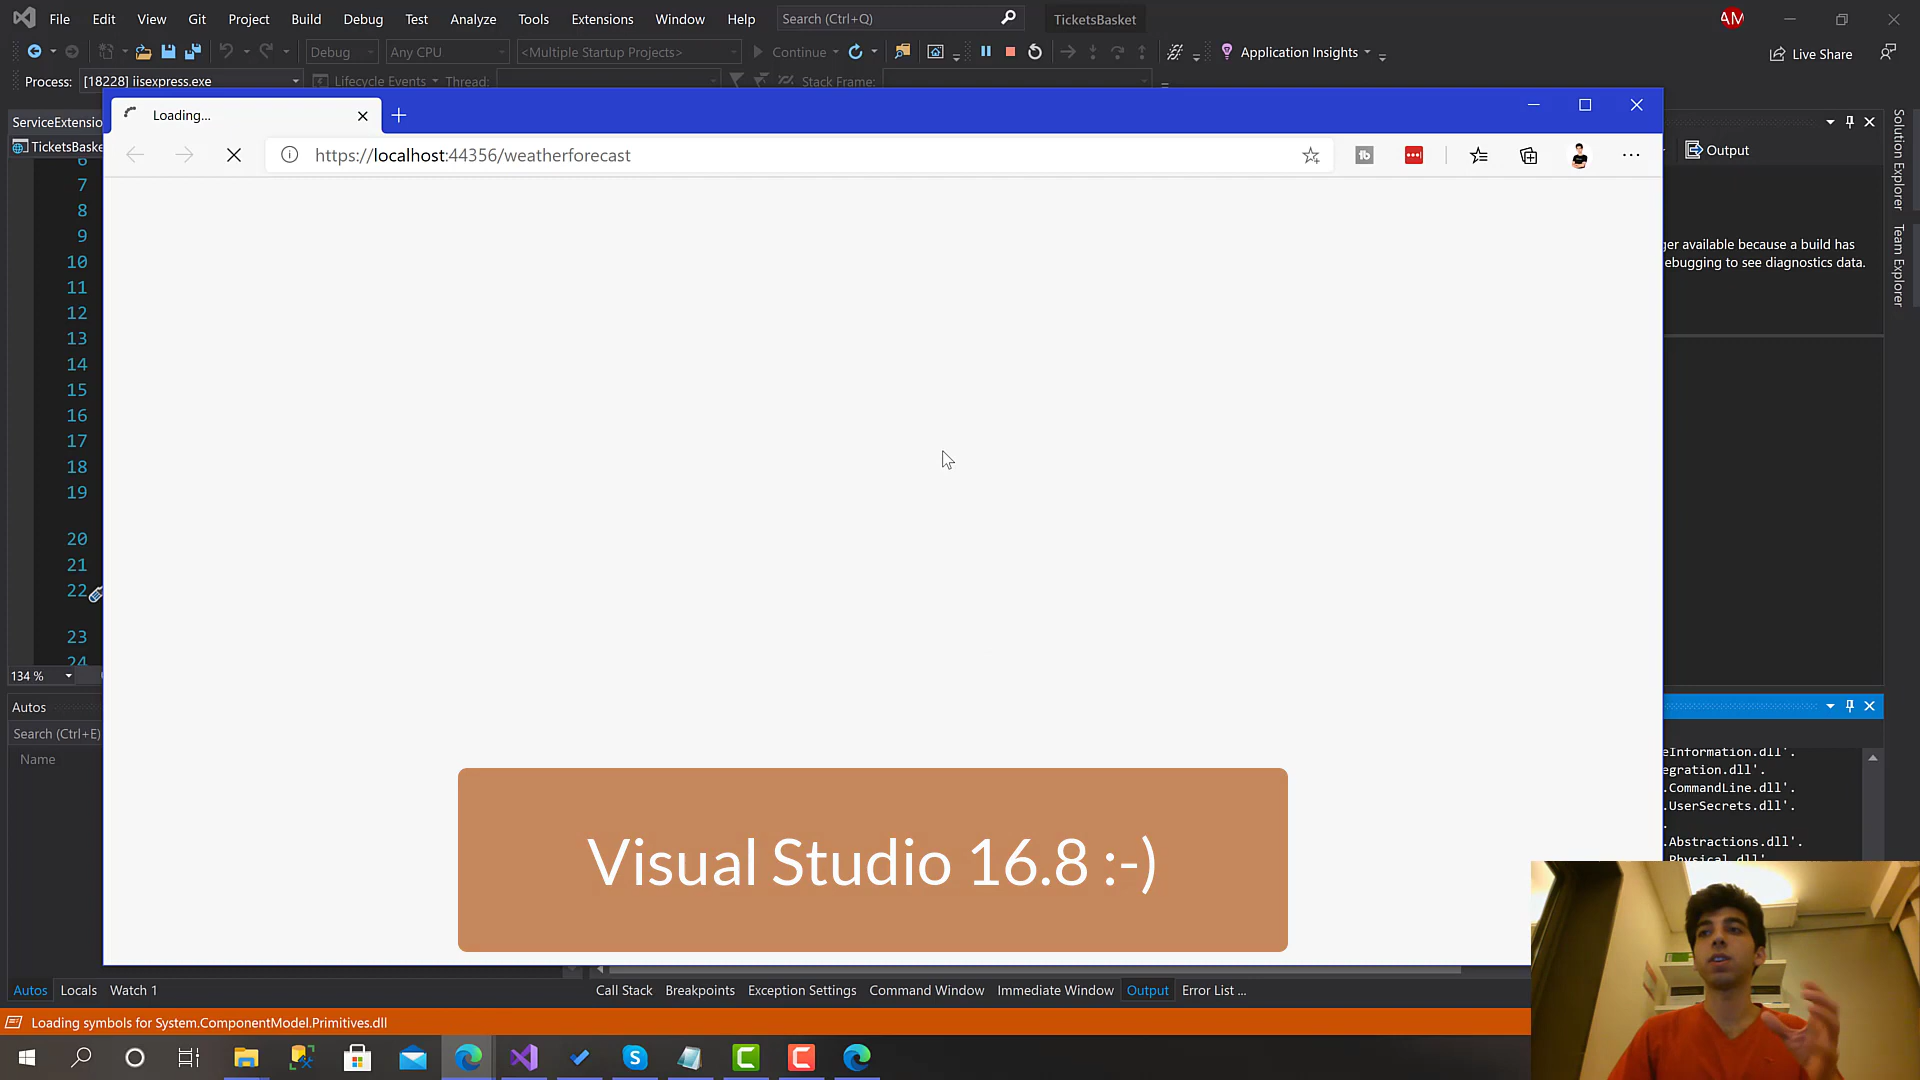 File Edit View Git Project Build Debug Test Analyze Tools Extensions Window Help Search (Ctrl+Q) TicketsBasket AM
Debug Any CPU <Multiple Startup Projects> Continue Application Insights Live Share
Process: [18228] iisexpress.exe Lifecycle Events Thread: Stack Frame:
Loading...
ServiceExtensio
TicketsBaske
https://localhost:44356/weatherforecast
Output
Solution Explorer
Team Explorer
6
7
8
9
10
11
12
13
14
15
16
17
18
19
20
21
22
23
24
ger available because a build has
ebugging to see diagnostics data.
134 %
Autos
Search (Ctrl+E)
Name
eInformation.dll'.
egration.dll'.
.CommandLine.dll'.
.UserSecrets.dll'.
.
.Abstractions.dll'.
.Physical.dll'
Visual Studio 16.8 :-)
Autos Locals Watch 1 Call Stack Breakpoints Exception Settings Command Window Immediate Window Output Error List ...
Loading symbols for System.ComponentModel.Primitives.dll